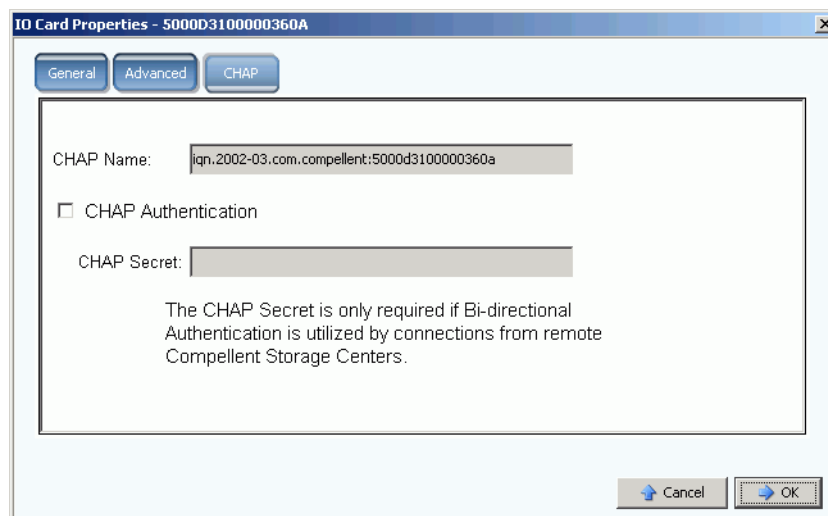 IO Card Properties - 5000D3100000360A
General Advanced CHAP
CHAP Name: iqn.2002-03.com.compellent:5000d3100000360a
CHAP Authentication
CHAP Secret:
The CHAP Secret is only required if Bi-directional
Authentication is utilized by connections from remote
Compellent Storage Centers.
Cancel OK